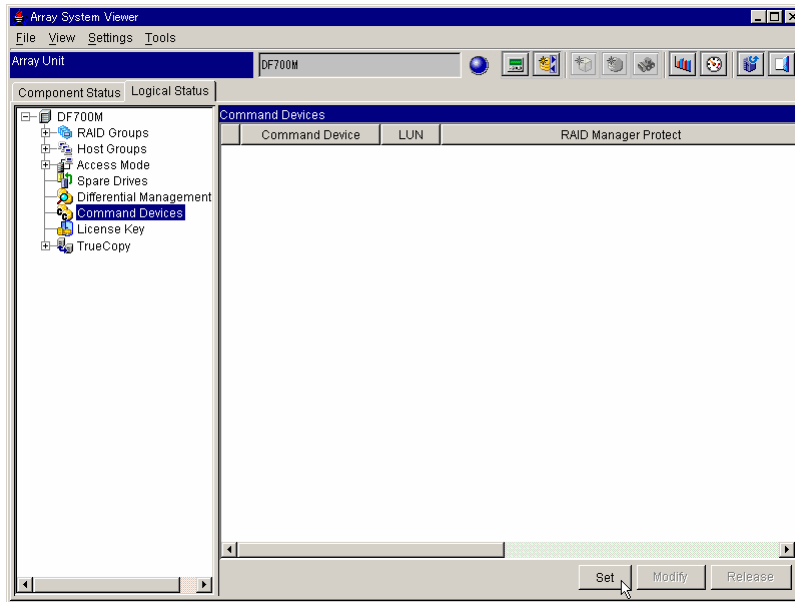 Array System Viewer
File View Settings Tools
Array Unit
DF700M
Component Status Logical Status
DF700M
RAID Groups
Host Groups
Access Mode
Spare Drives
Differential Management
Command Devices
License Key
TrueCopy
Command Devices
Command Device LUN RAID Manager Protect
Set Modify Release